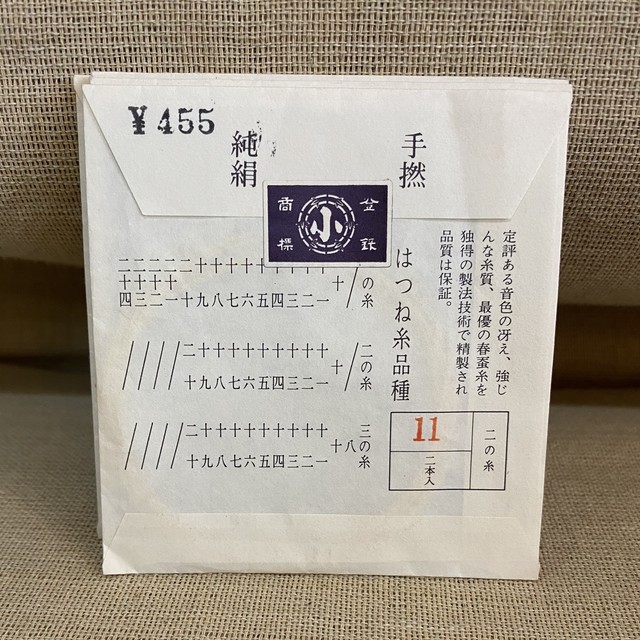 ¥455
手撚
純絹
登録
商標
小
定評ある音色の冴え、強じ
んな糸質、最優の春蚕糸を
独得の製法技術で精製され
品質は保証。
はつね糸品種
の糸 / 十 十一 十二 十三 十四 十五 十六 十七 十八 十九 二十 二十一 二十二 二十三 二十四
二の糸 / 十 十一 十二 十三 十四 十五 十六 十七 十八 十九 二十 / / / /
三の糸 八 十 十一 十二 十三 十四 十五 十六 十七 十八 十九 二十 / / / /
二の糸
11
二本入